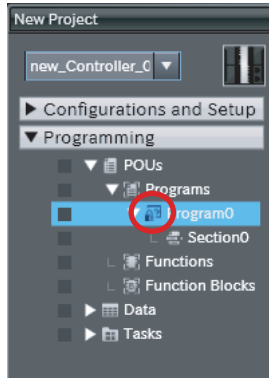 New Project
new_Controller_0
Configurations and Setup
Programming
POUs
Programs
Program0
Section0
Functions
Function Blocks
Data
Tasks